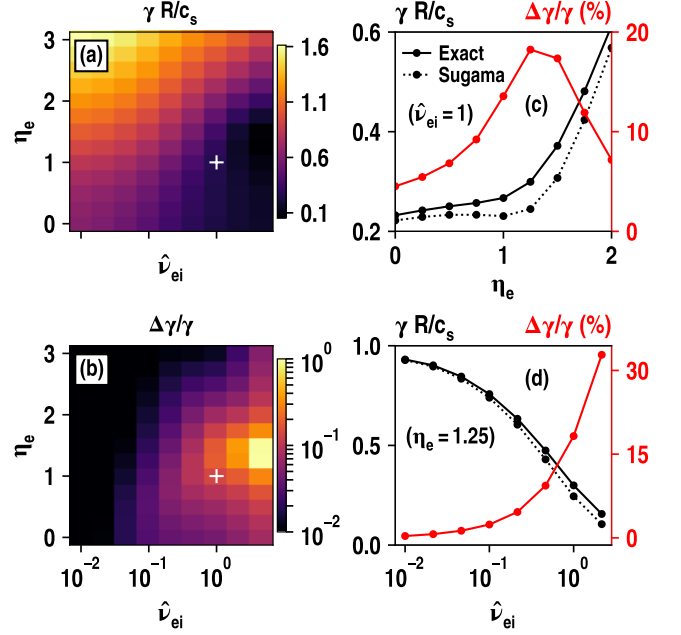 γ R/c_s
(a)
η_e
3
2
1
0
ν̂_ei
1.6
1.1
0.6
0.1
γ R/c_s
Δγ/γ (%)
0.6
0.4
0.2
20
10
0
Exact
Sugama
(ν̂_ei = 1)
(c)
0
1
2
η_e
Δγ/γ
(b)
η_e
3
2
1
0
10^−2
10^−1
10^0
ν̂_ei
10^0
10^−1
10^−2
γ R/c_s
Δγ/γ (%)
1.0
0.5
0.0
30
15
0
(d)
(η_e = 1.25)
10^−2
10^−1
10^0
ν̂_ei